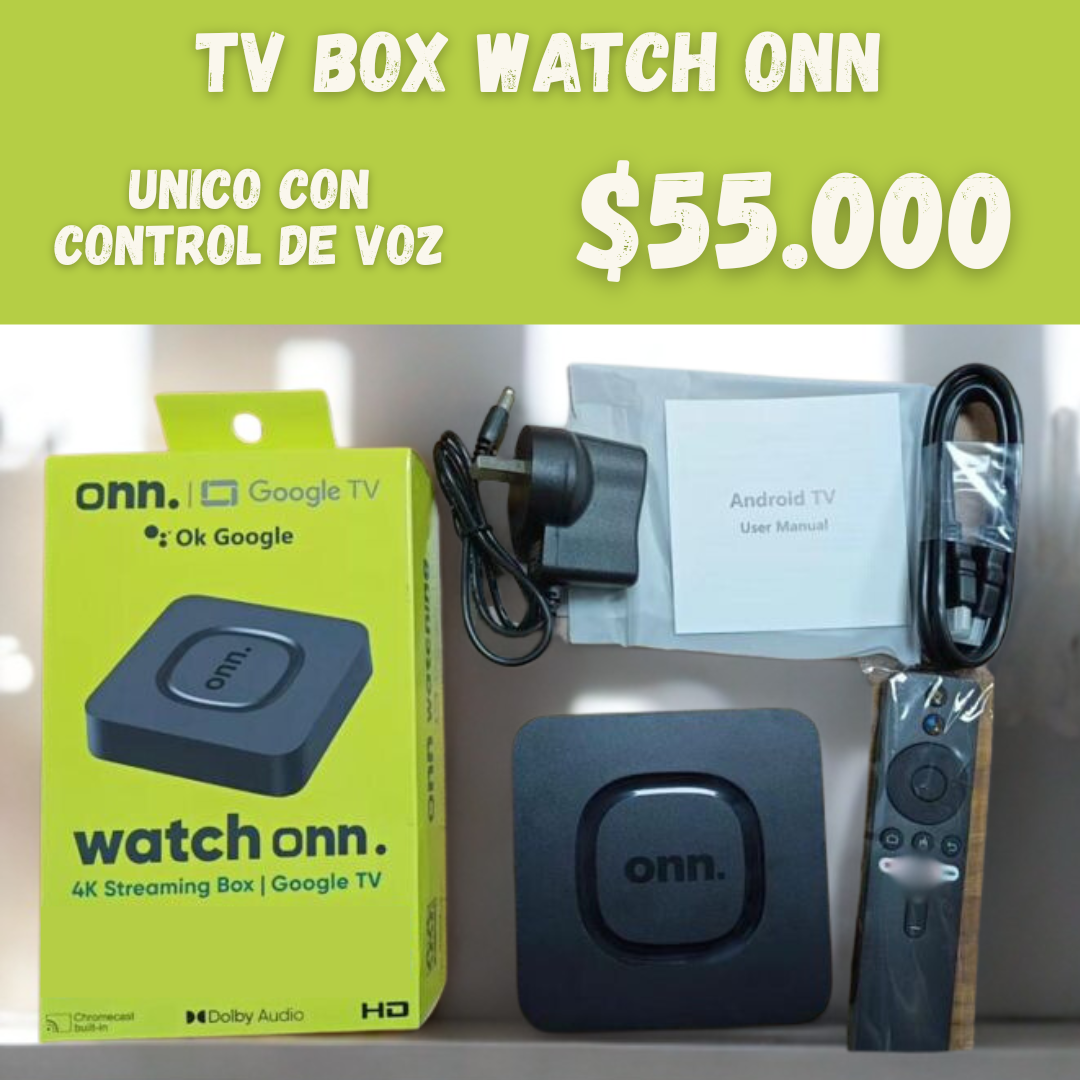 TV BOX WATCH ONN
UNICO CON
CONTROL DE VOZ
$55.000
onn. | Google TV
Ok Google
onn.
watch onn.
4K Streaming Box | Google TV
Chromecast
built-in
Dolby Audio
HD
Android TV
User Manual
onn.